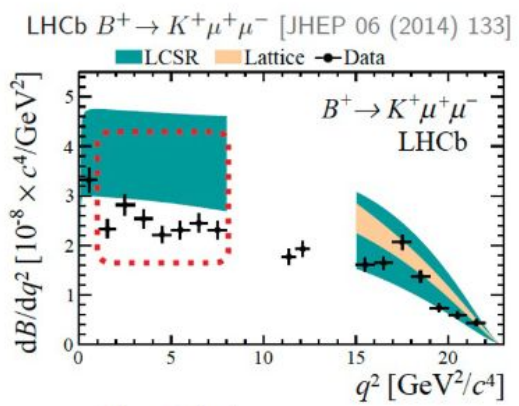 LHCb B⁺ → K⁺μ⁺μ⁻ [JHEP 06 (2014) 133]
LCSR Lattice Data
B⁺ → K⁺μ⁺μ⁻
LHCb
dB/dq² [10⁻⁸ × c⁴/GeV²]
5
4
3
2
1
0
0 5 10 15 20
q² [GeV²/c⁴]